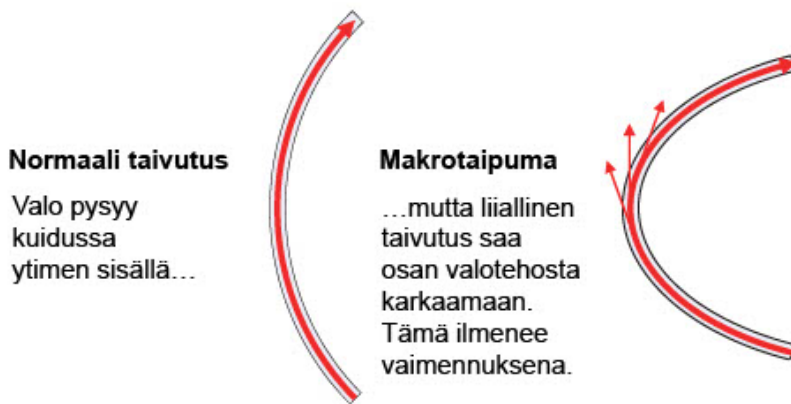 Normaali taivutus
Valo pysyy
kuidussa
ytimen sisällä…
Makrotaipuma
…mutta liiallinen
taivutus saa
osan valotehosta
karkaamaan.
Tämä ilmenee
vaimennuksena.